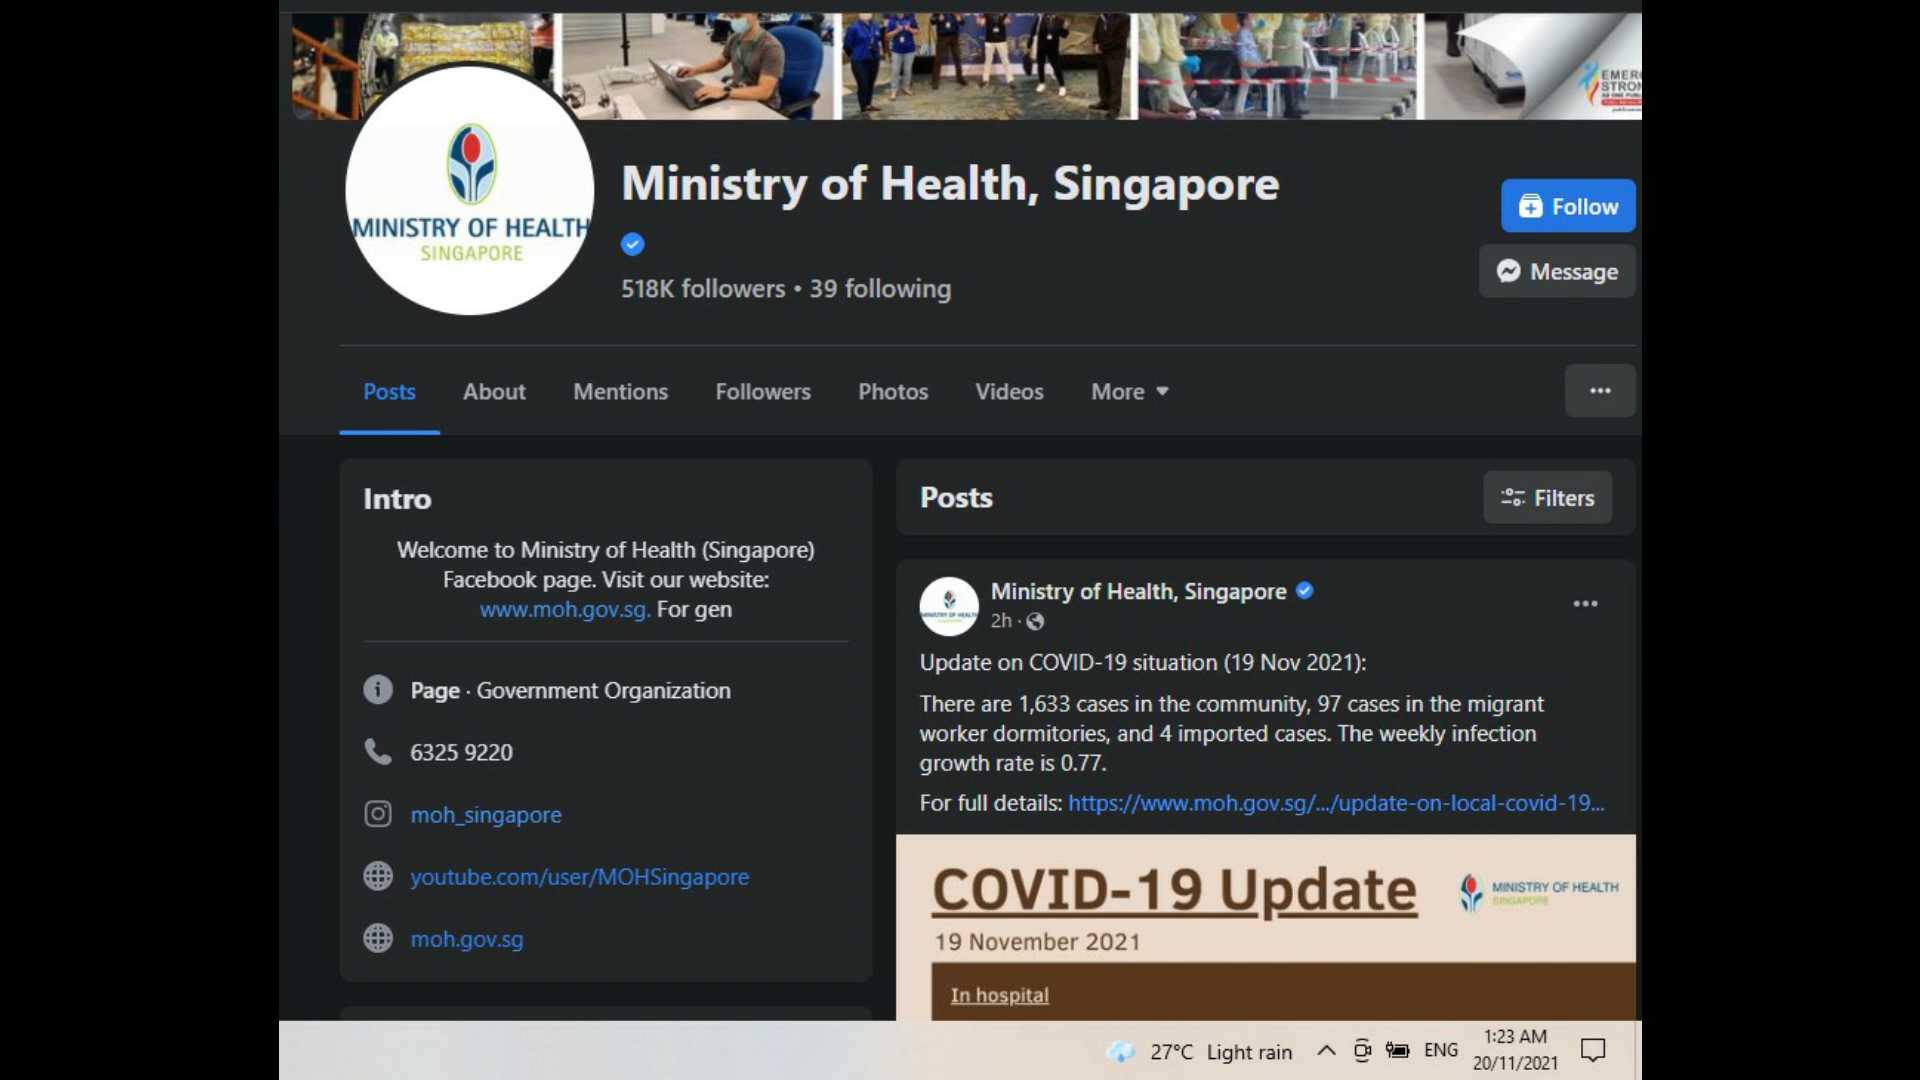 EMERG
STRON
Ministry of Health, Singapore
MINISTRY OF HEALTH
SINGAPORE
518K followers • 39 following
Follow
Message
Posts
About
Mentions
Followers
Photos
Videos
More
Intro
Welcome to Ministry of Health (Singapore)
Facebook page. Visit our website:
www.moh.gov.sg. For gen
Page · Government Organization
6325 9220
moh_singapore
youtube.com/user/MOHSingapore
moh.gov.sg
Posts
Filters
Ministry of Health, Singapore
2h ·
Update on COVID-19 situation (19 Nov 2021):
There are 1,633 cases in the community, 97 cases in the migrant
worker dormitories, and 4 imported cases. The weekly infection
growth rate is 0.77.
For full details: https://www.moh.gov.sg/.../update-on-local-covid-19...
COVID-19 Update
MINISTRY OF HEALTH
SINGAPORE
19 November 2021
In hospital
27°C Light rain
ENG
1:23 AM
20/11/2021